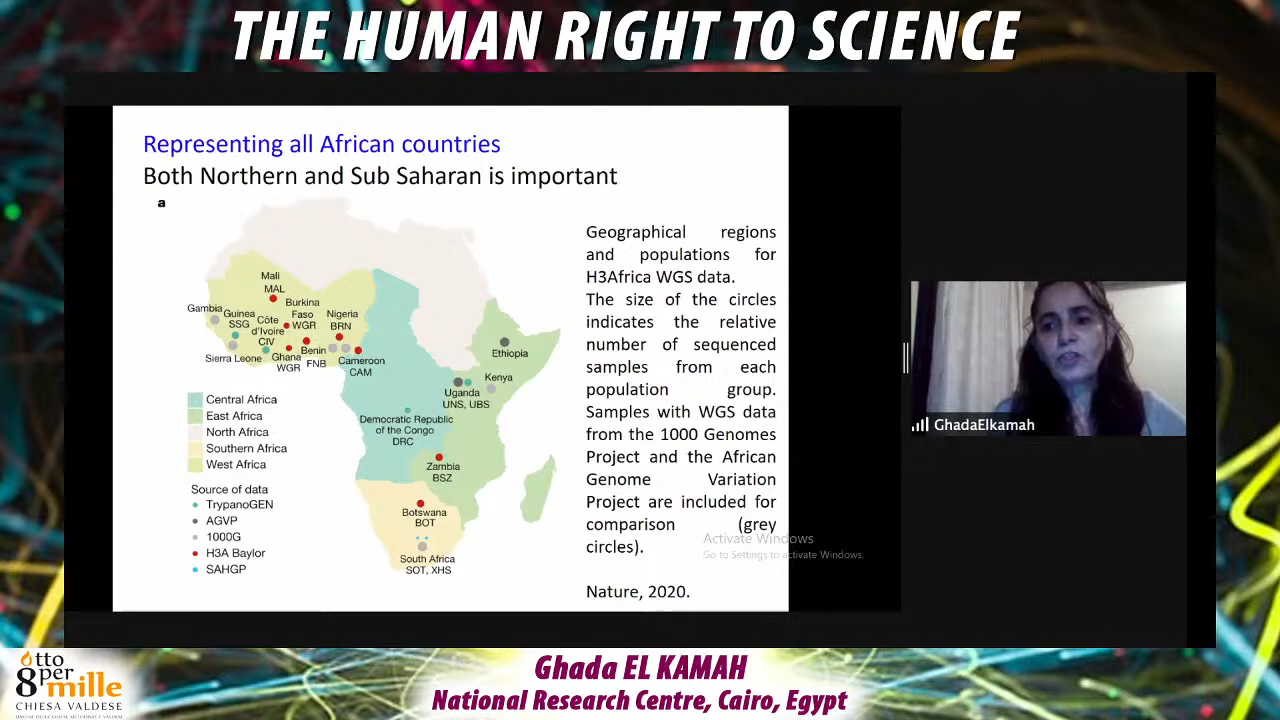 THE HUMAN RIGHT TO SCIENCE
Representing all African countries
Both Northern and Sub Saharan is important
a
Mali
MAL
Burkina
Faso
WGR
Nigeria
BRN
Gambia
Guinea
SSG
Côte
d'Ivoire
CIV
Sierra Leone
Ghana
WGR
Benin
FNB
Cameroon
CAM
Ethiopia
Kenya
Uganda
UNS, UBS
Democratic Republic
of the Congo
DRC
Zambia
BSZ
Botswana
BOT
South Africa
SOT, XHS
Central Africa
East Africa
North Africa
Southern Africa
West Africa
Source of data
TrypanoGEN
AGVP
1000G
H3A Baylor
SAHGP
Geographical regions
and populations for
H3Africa WGS data.
The size of the circles
indicates the relative
number of sequenced
samples from each
population group.
Samples with WGS data
from the 1000 Genomes
Project and the African
Genome Variation
Project are included for
comparison (grey
circles).
Nature, 2020.
Activate Windows
Go to Settings to activate Windows.
GhadaElkamah
otto
per
8 mille
CHIESA VALDESE
Ghada EL KAMAH
National Research Centre, Cairo, Egypt